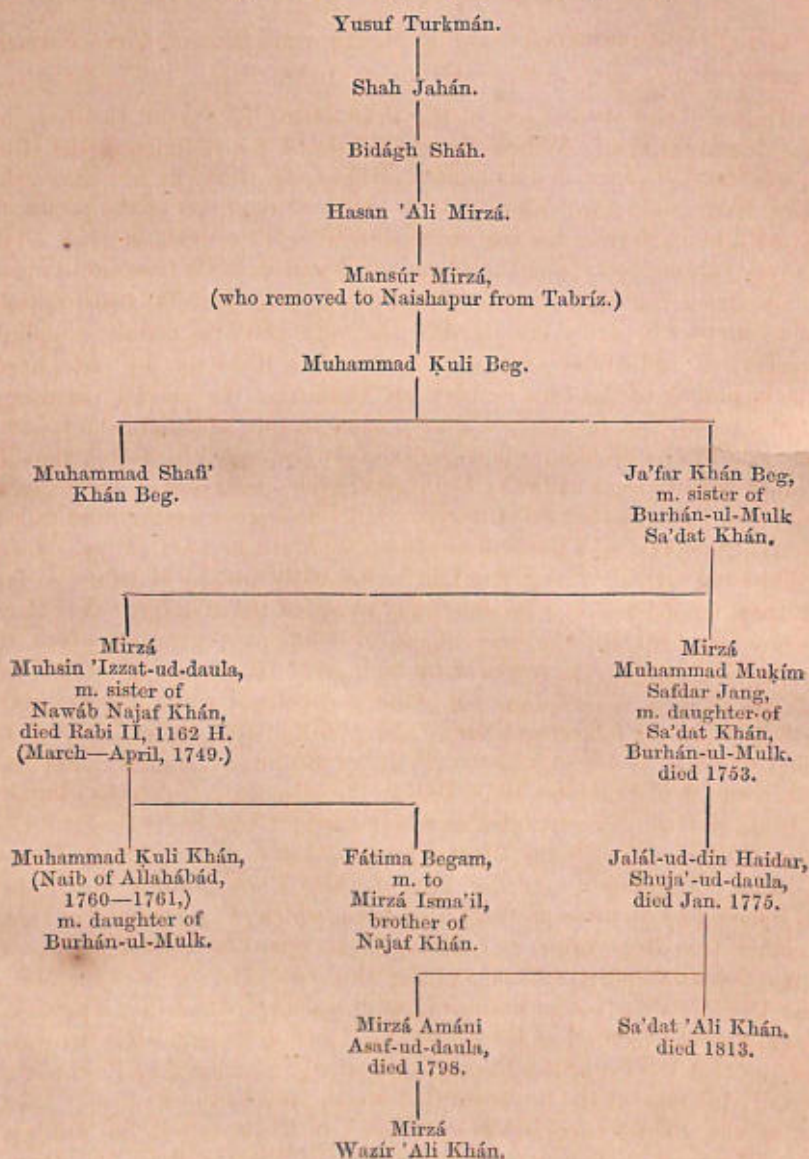 Yusuf Turkmán.
Shah Jahán.
Bidágh Sháh.
Hasan 'Ali Mirzá.
Mansúr Mirzá,
(who removed to Naishapur from Tabríz.)
Muhammad Ḳuli Beg.
Muhammad Shafi'
Khán Beg.
Ja'far Khán Beg,
m. sister of
Burhán-ul-Mulk
Sa'dat Khán.
Mirzá
Muhsin 'Izzat-ud-daula,
m. sister of
Nawáb Najaf Khán,
died Rabi II, 1162 H.
(March—April, 1749.)
Mirzá
Muhammad Muḳím
Safdar Jang,
m. daughter of
Sa'dat Khán,
Burhán-ul-Mulk.
died 1753.
Muhammad Ḳuli Khán,
(Naib of Allahábád,
1760—1761,)
m. daughter of
Burhán-ul-Mulk.
Fátima Begam,
m. to
Mirzá Isma'il,
brother of
Najaf Khán.
Jalál-ud-din Haidar,
Shuja'-ud-daula,
died Jan. 1775.
Mirzá Amáni
Asaf-ud-daula,
died 1798.
Sa'dat 'Ali Khán.
died 1813.
Mirzá
Wazír 'Ali Khán.